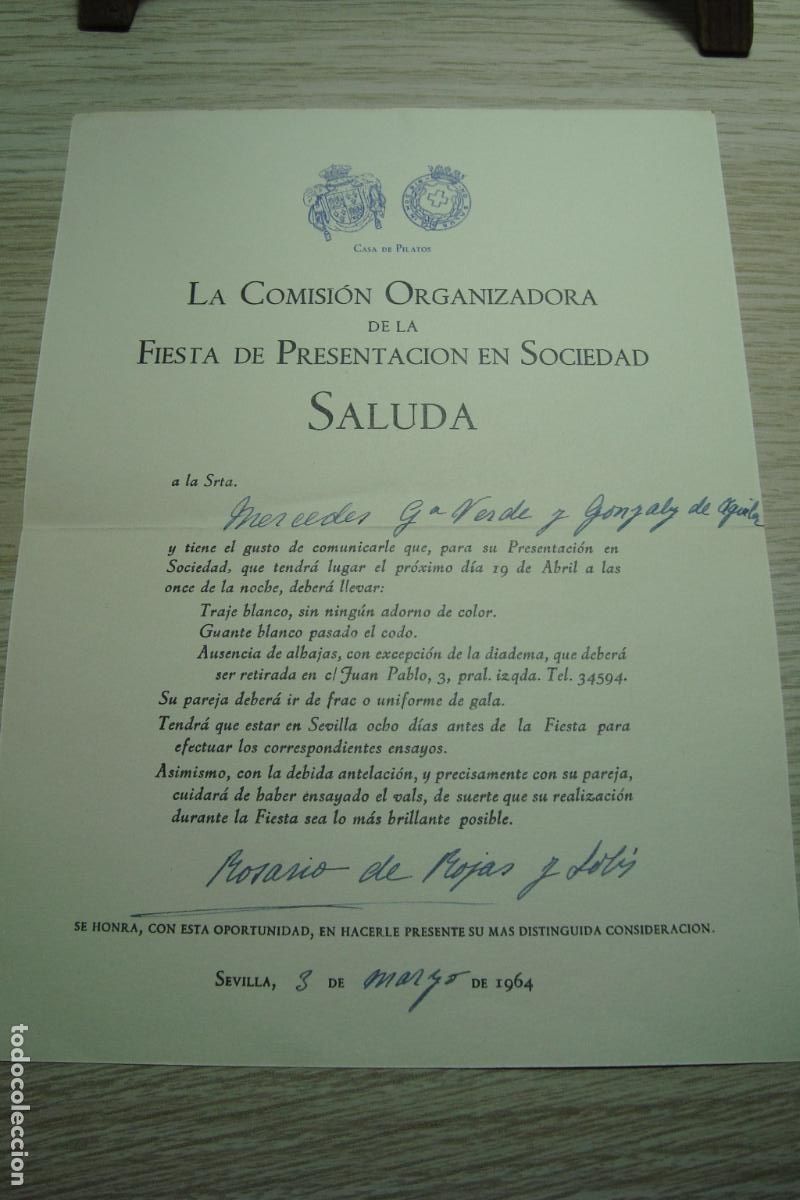 CASA DE PILATOS
LA COMISIÓN ORGANIZADORA
DE LA
FIESTA DE PRESENTACION EN SOCIEDAD
SALUDA
a la Srta.
Mercedes Gª Verde y Gonzalez de Aguilar
y tiene el gusto de comunicarle que, para su Presentación en
Sociedad, que tendrá lugar el próximo día 19 de Abril a las
once de la noche, deberá llevar:
Traje blanco, sin ningún adorno de color.
Guante blanco pasado el codo.
Ausencia de alhajas, con excepción de la diadema, que deberá
ser retirada en c/ Juan Pablo, 3, pral. izqda. Tel. 34594.
Su pareja deberá ir de frac o uniforme de gala.
Tendrá que estar en Sevilla ocho días antes de la Fiesta para
efectuar los correspondientes ensayos.
Asimismo, con la debida antelación, y precisamente con su pareja,
cuidará de haber ensayado el vals, de suerte que su realización
durante la Fiesta sea lo más brillante posible.
Rosario de Rojas y Solís
SE HONRA, CON ESTA OPORTUNIDAD, EN HACERLE PRESENTE SU MAS DISTINGUIDA CONSIDERACION.
SEVILLA, 3 DE Marzo DE 1964
todocoleccion